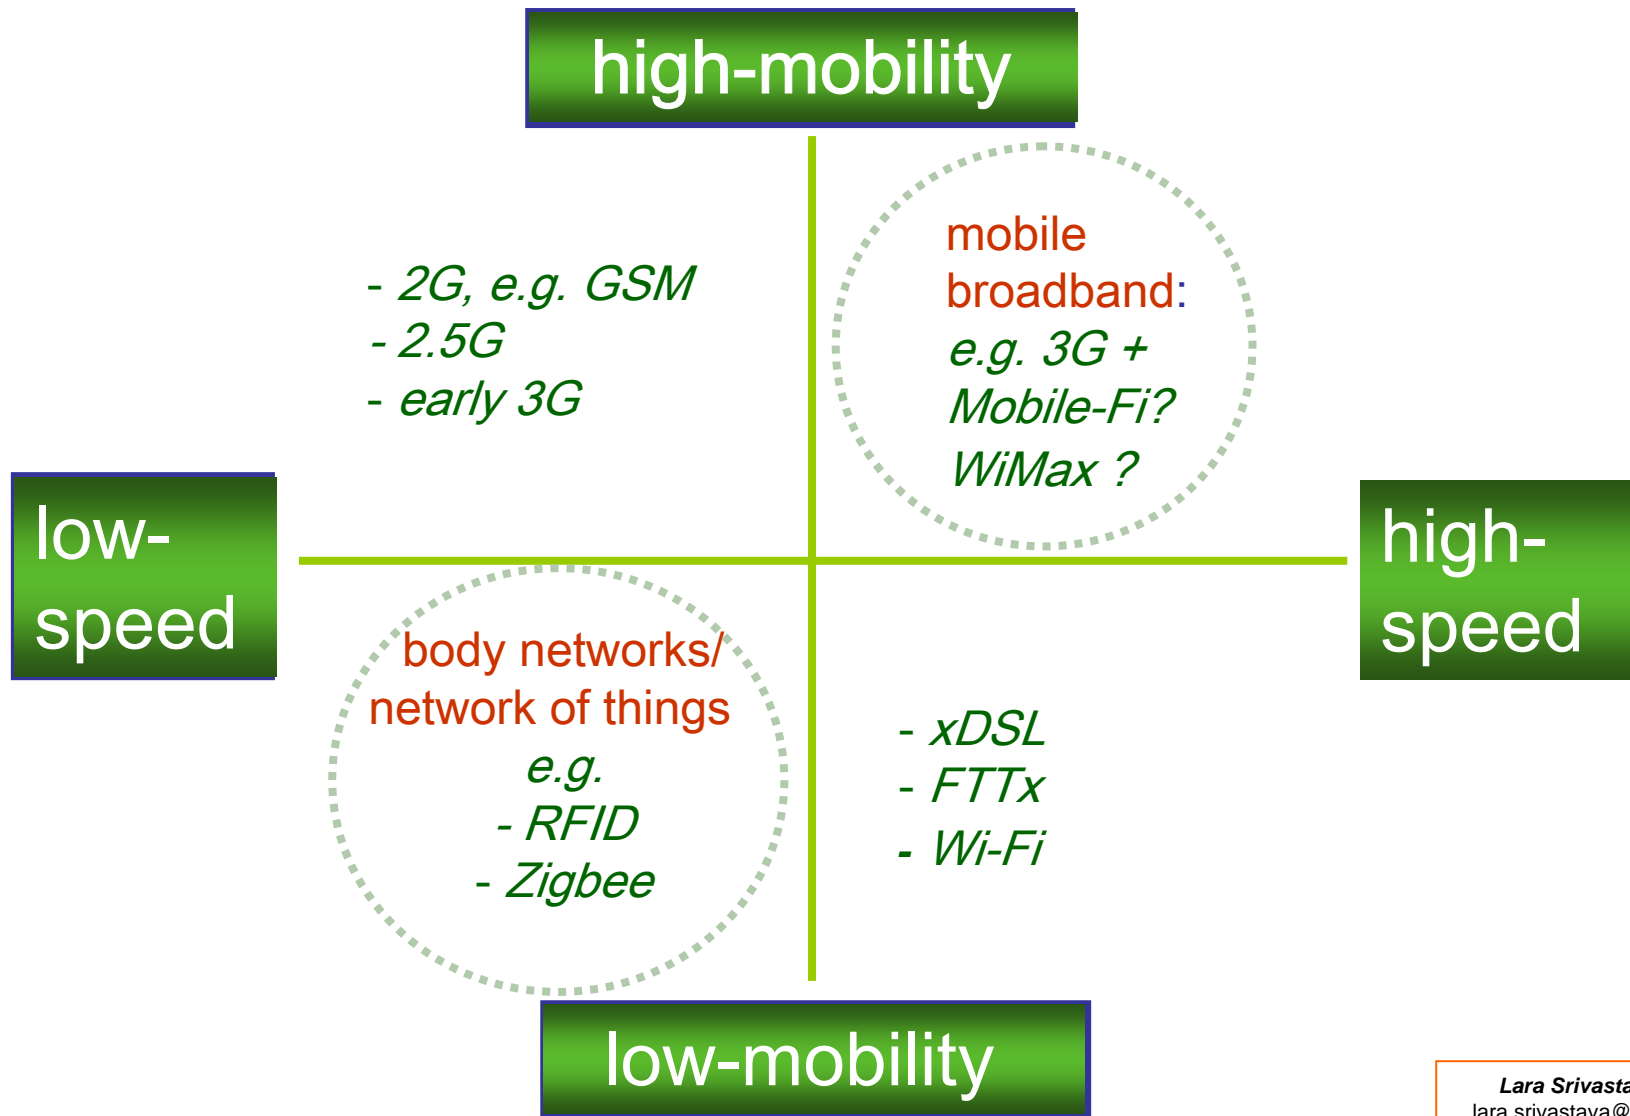 high-mobility
- 2G, e.g. GSM
- 2.5G
- early 3G
mobile
broadband:
e.g. 3G +
Mobile-Fi?
WiMax ?
low-
speed
high-
speed
body networks/
network of things
e.g.
- RFID
- Zigbee
- xDSL
- FTTx
- Wi-Fi
low-mobility
Lara